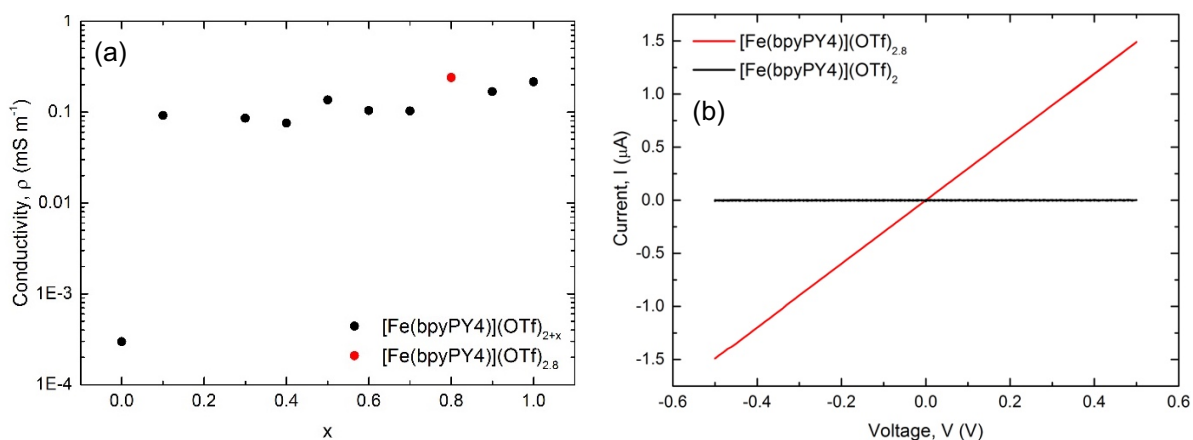 (a)
Conductivity, ρ (mS m⁻¹)
1
0.1
0.01
1E-3
1E-4
[Fe(bpyPY4)](OTf)₂₊ₓ
[Fe(bpyPY4)](OTf)₂.₈
0.0 0.2 0.4 0.6 0.8 1.0
x
[Fe(bpyPY4)](OTf)₂.₈
[Fe(bpyPY4)](OTf)₂
(b)
Current, I (μA)
1.5
1.0
0.5
0.0
-0.5
-1.0
-1.5
-0.6 -0.4 -0.2 0.0 0.2 0.4 0.6
Voltage, V (V)